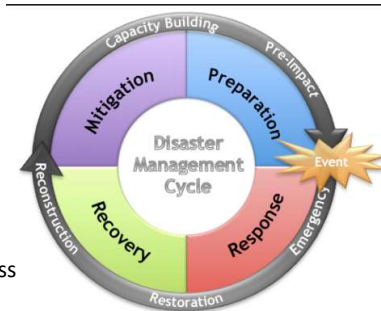 Capacity Building
Pre-Impact
Mitigation
Preparation
Disaster
Management
Cycle
Event
Recovery
Response
Reconstruction
Emergency
Restoration
ss